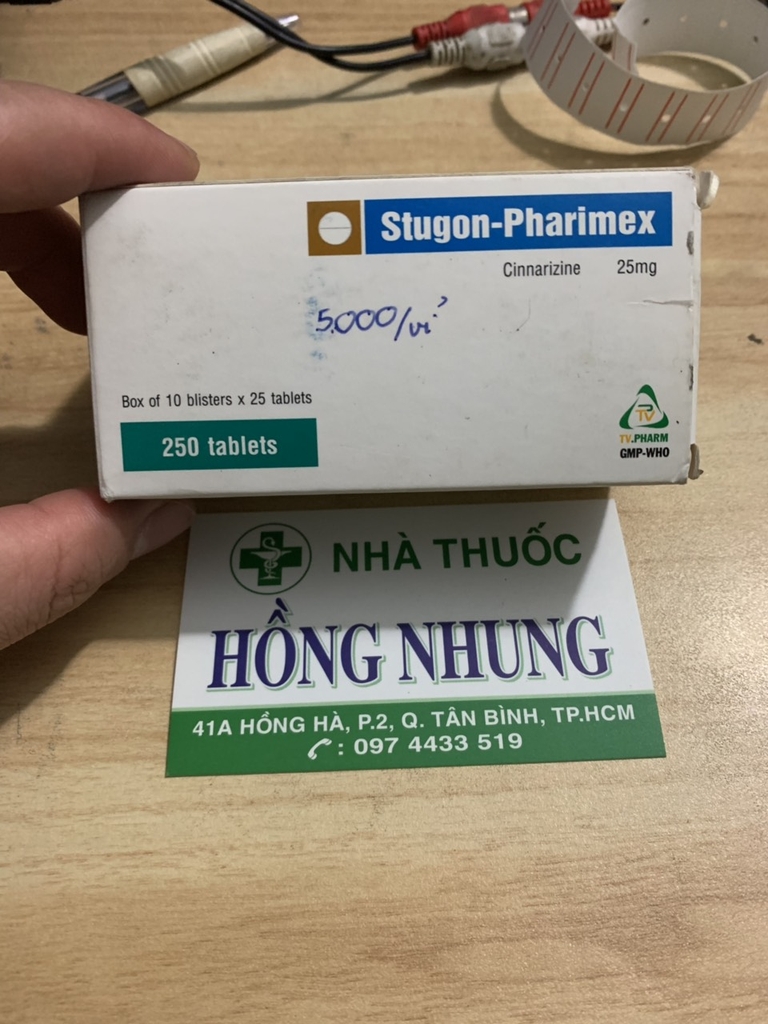 Stugon-Pharimex
Cinnarizine 25mg
5.000/vỉ
Box of 10 blisters x 25 tablets
250 tablets
TV
TV.PHARM
GMP-WHO
NHÀ THUỐC
HỒNG NHUNG
41A HỒNG HÀ, P.2, Q. TÂN BÌNH, TP.HCM
: 097 4433 519